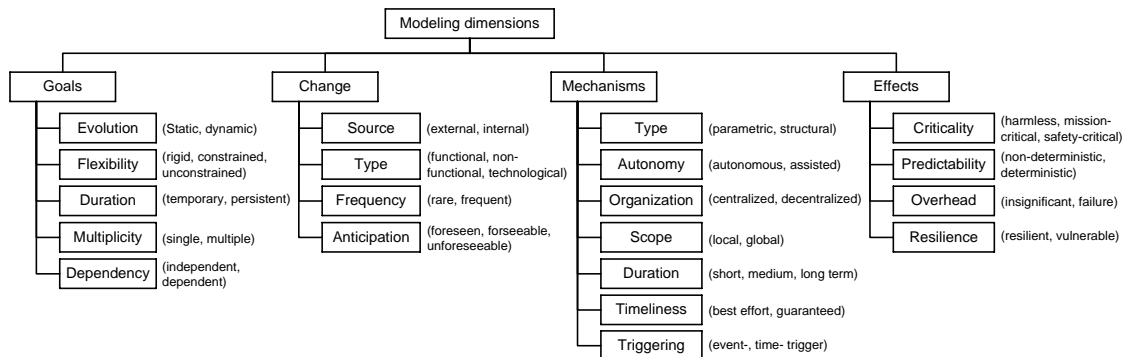 Modeling dimensions
Goals
Evolution
(Static, dynamic)
Flexibility
(rigid, constrained,
unconstrained)
Duration
(temporary, persistent)
Multiplicity
(single, multiple)
Dependency
(independent,
dependent)
Change
Source
(external, internal)
Type
(functional, non-
functional, technological)
Frequency
(rare, frequent)
Anticipation
(foreseen, forseeable,
unforeseeable)
Mechanisms
Type
(parametric, structural)
Autonomy
(autonomous, assisted)
Organization
(centralized, decentralized)
Scope
(local, global)
Duration
(short, medium, long term)
Timeliness
(best effort, guaranteed)
Triggering
(event-, time- trigger)
Effects
Criticality
(harmless, mission-
critical, safety-critical)
Predictability
(non-deterministic,
deterministic)
Overhead
(insignificant, failure)
Resilience
(resilient, vulnerable)